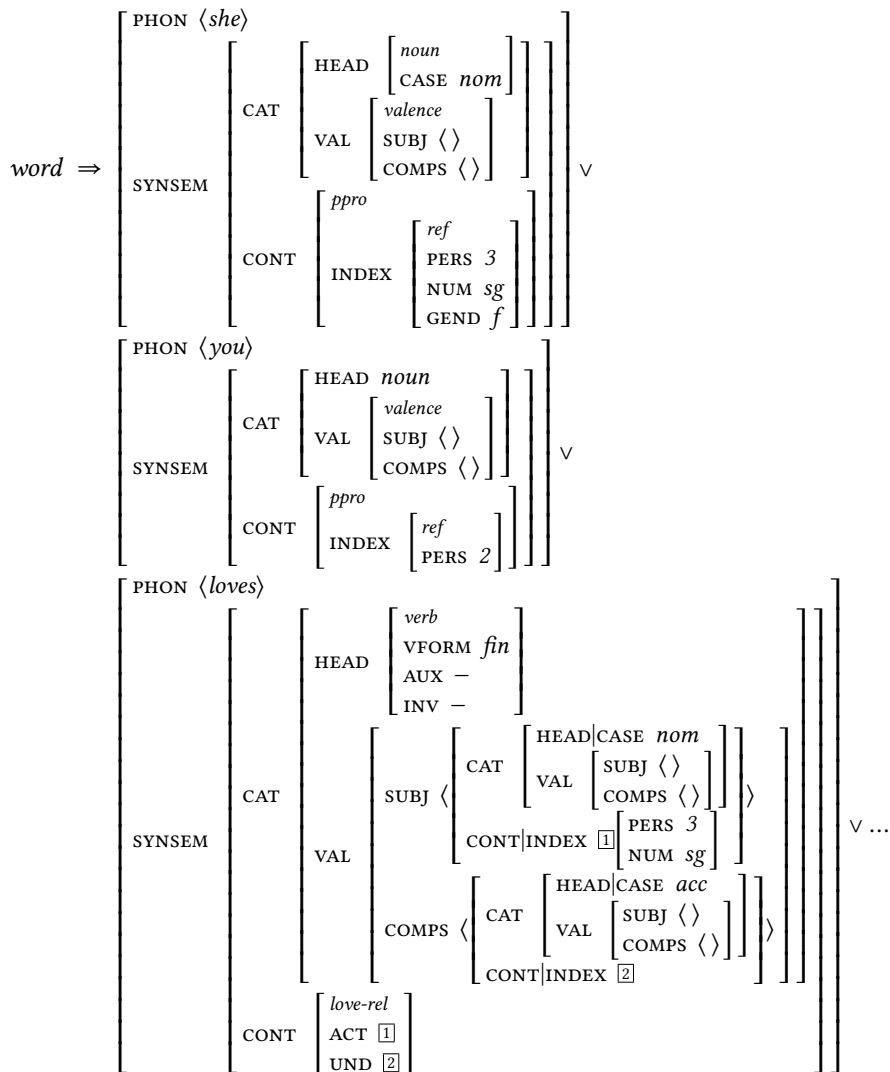 PHON ⟨she⟩
noun
HEAD
CASE nom
CAT
valence
VAL SUBJ ⟨⟩
COMPS ⟨⟩
word ⇒ ∨
SYNSEM
ppro
ref
CONT PERS 3
INDEX
NUM sg
GEND f
PHON ⟨you⟩
HEAD noun
valence
CAT
VAL SUBJ ⟨⟩
COMPS ⟨⟩
SYNSEM ∨
ppro
CONT ref
INDEX
PERS 2
PHON ⟨loves⟩
verb
VFORM fin
HEAD
AUX −
INV −
HEAD|CASE nom
CAT SUBJ ⟨⟩
VAL
COMPS ⟨⟩
CAT SUBJ ⟨ ⟩
PERS 3
CONT|INDEX 1
NUM sg
SYNSEM ∨ ...
VAL
HEAD|CASE acc
CAT SUBJ ⟨⟩
VAL
COMPS ⟨⟩
COMPS ⟨ ⟩
CONT|INDEX 2
love-rel
CONT ACT 1
UND 2